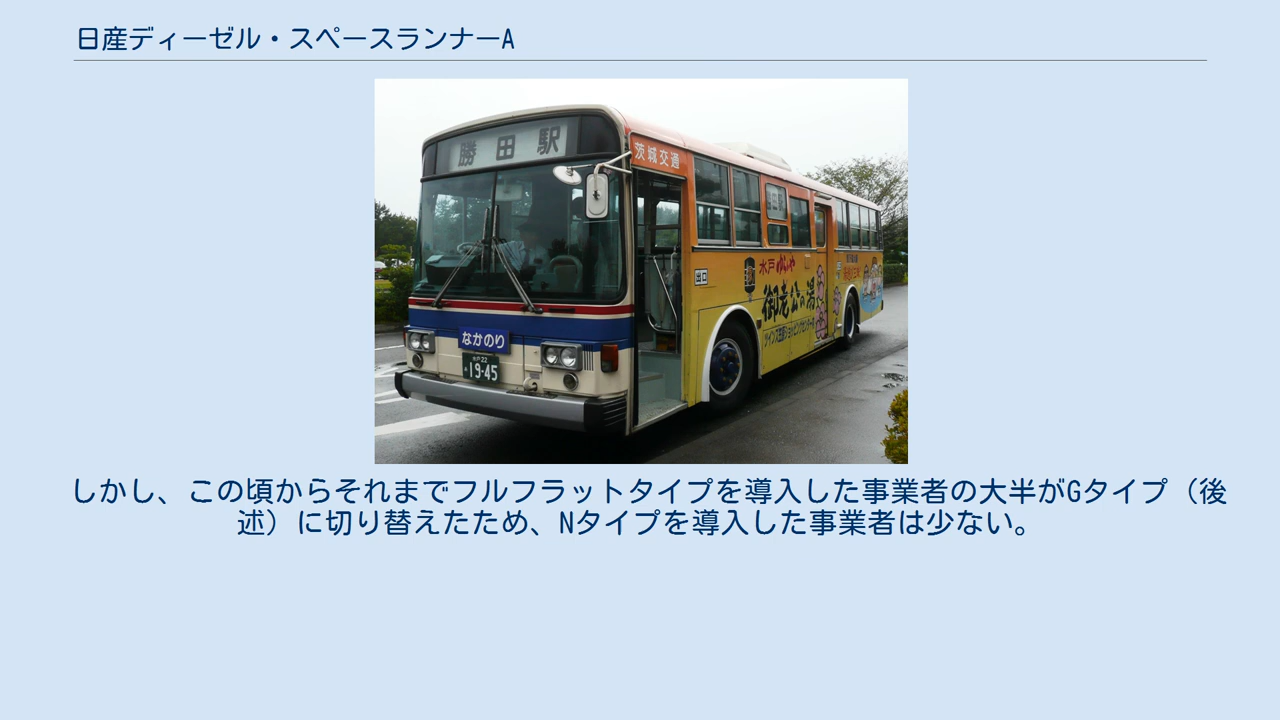 日産ディーゼル・スペースランナーA
勝田駅
茨城交通
出口
水戸
御老公の湯
なかのり
水戸22
19-45
しかし、この頃からそれまでフルフラットタイプを導入した事業者の大半がGタイプ（後
述）に切り替えたため、Nタイプを導入した事業者は少ない。